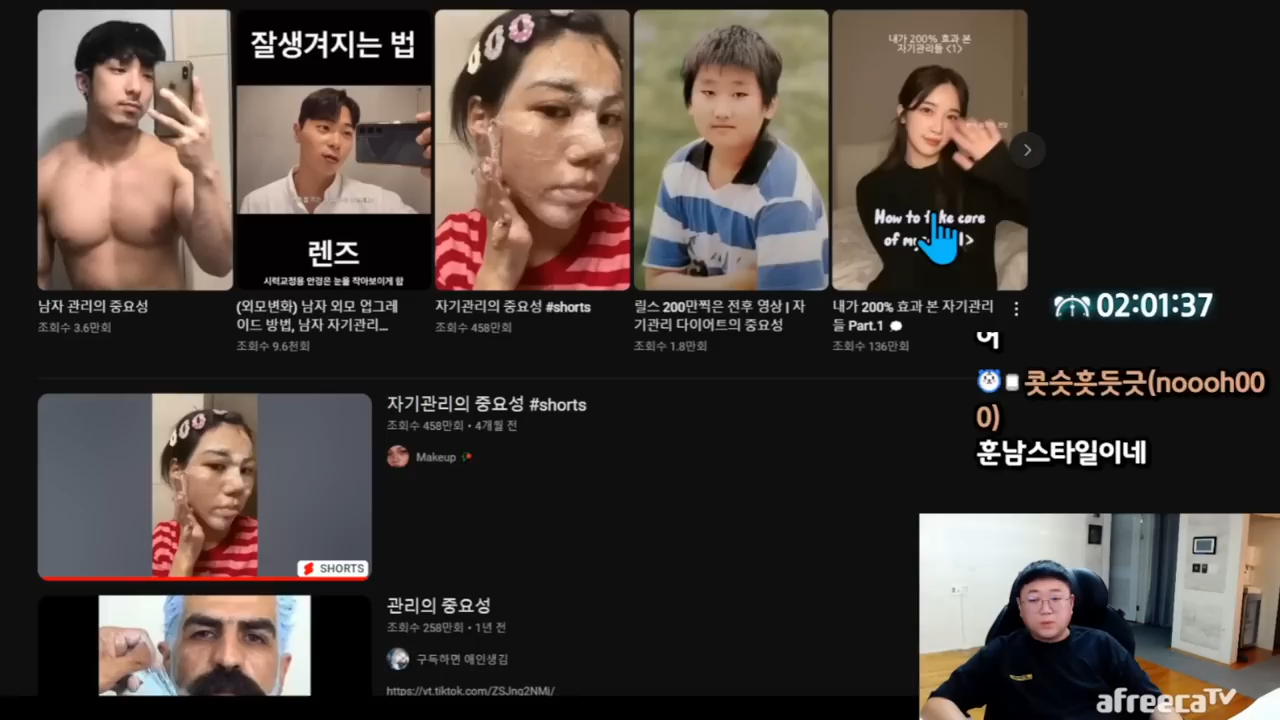 잘생겨지는 법
렌즈
시력교정용 안경은 눈을 작아보이게 함
내가 200% 효과 본
자기관리들 <1>
How to
care
of
남자 관리의 중요성
조회수 3.6만회
(외모변화) 남자 외모 업그레
이드 방법, 남자 자기관리...
조회수 9.6천회
자기관리의 중요성 #shorts
조회수 458만회
릴스 200만찍은 전후 영상 | 자
기관리 다이어트의 중요성
조회수 1.8만회
내가 200% 효과 본 자기관리
들 Part.1
조회수 136만회
02:01:37
콧숫훗듯긋(noooh00
0)
훈남스타일이네
자기관리의 중요성 #shorts
조회수 458만회 • 4개월 전
Makeup
SHORTS
관리의 중요성
조회수 258만회 • 1년 전
구독하면 애인생김
https://vt.tiktok.com/ZSJnq2NMj/
afreecaTV